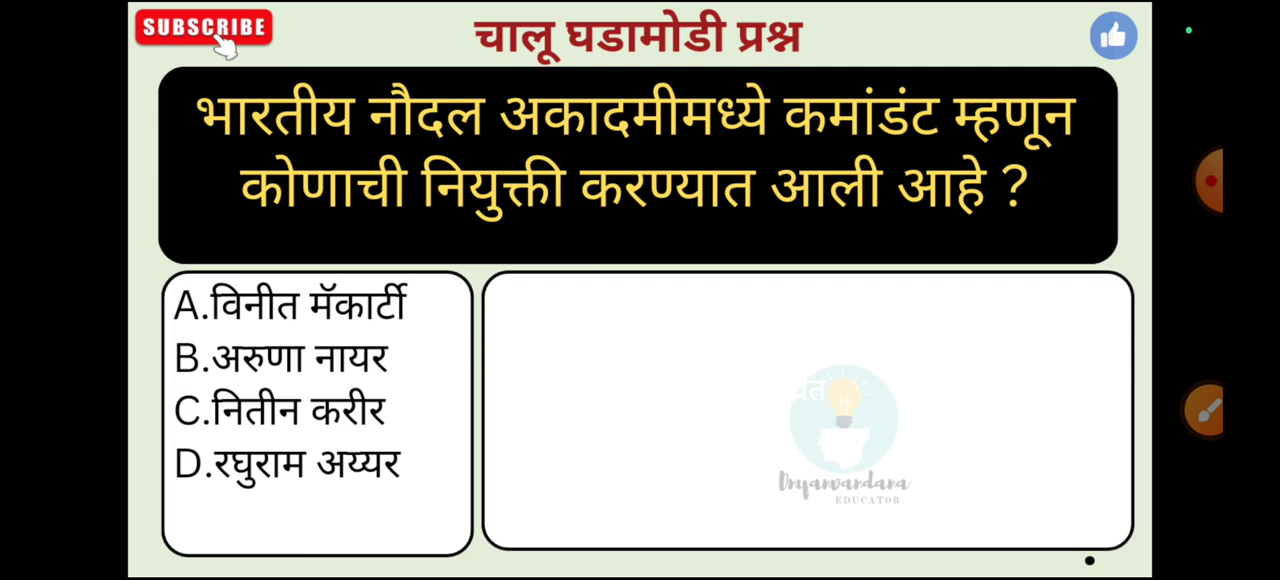 SUBSCRIBE
चालू घडामोडी प्रश्न
भारतीय नौदल अकादमीमध्ये कमांडंट म्हणून
कोणाची नियुक्ती करण्यात आली आहे ?
A.विनीत मॅकार्टी
B.अरुणा नायर
C.नितीन करीर
D.रघुराम अय्यर
Dnyanvandana
EDUCATOR